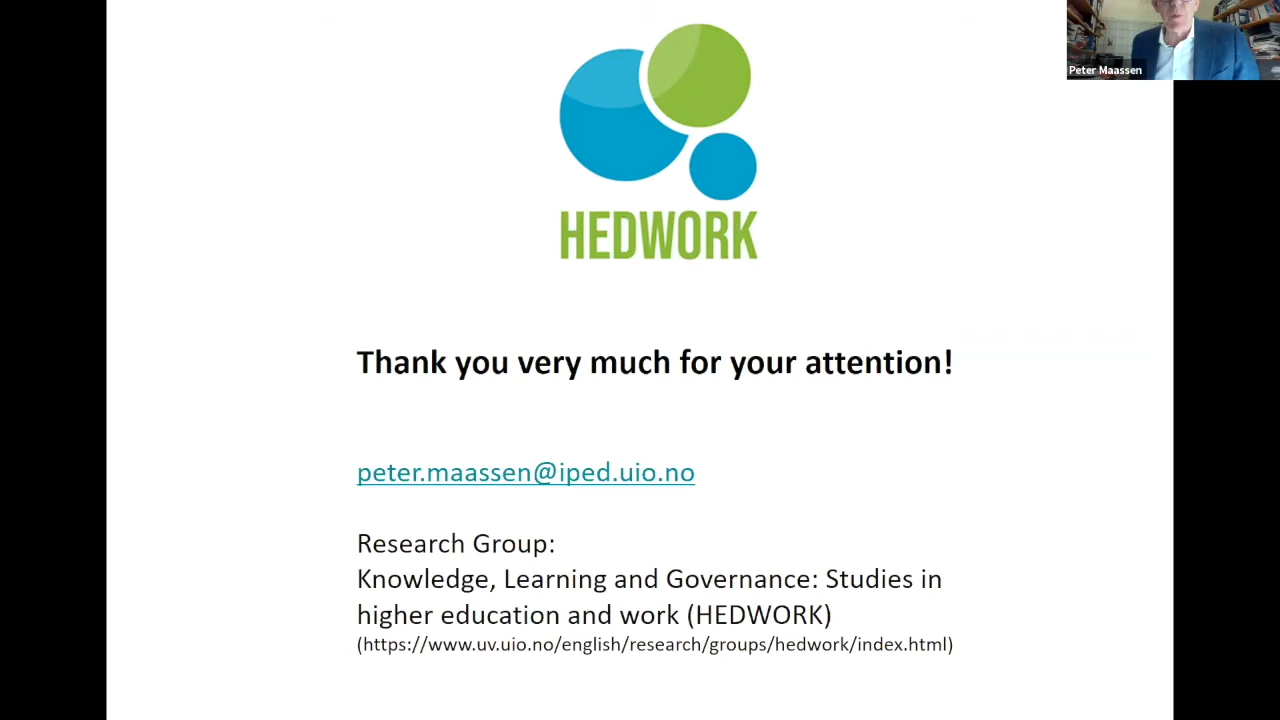 Peter Maassen
HEDWORK
Thank you very much for your attention!
peter.maassen@iped.uio.no
Research Group:
Knowledge, Learning and Governance: Studies in
higher education and work (HEDWORK)
(https://www.uv.uio.no/english/research/groups/hedwork/index.html)